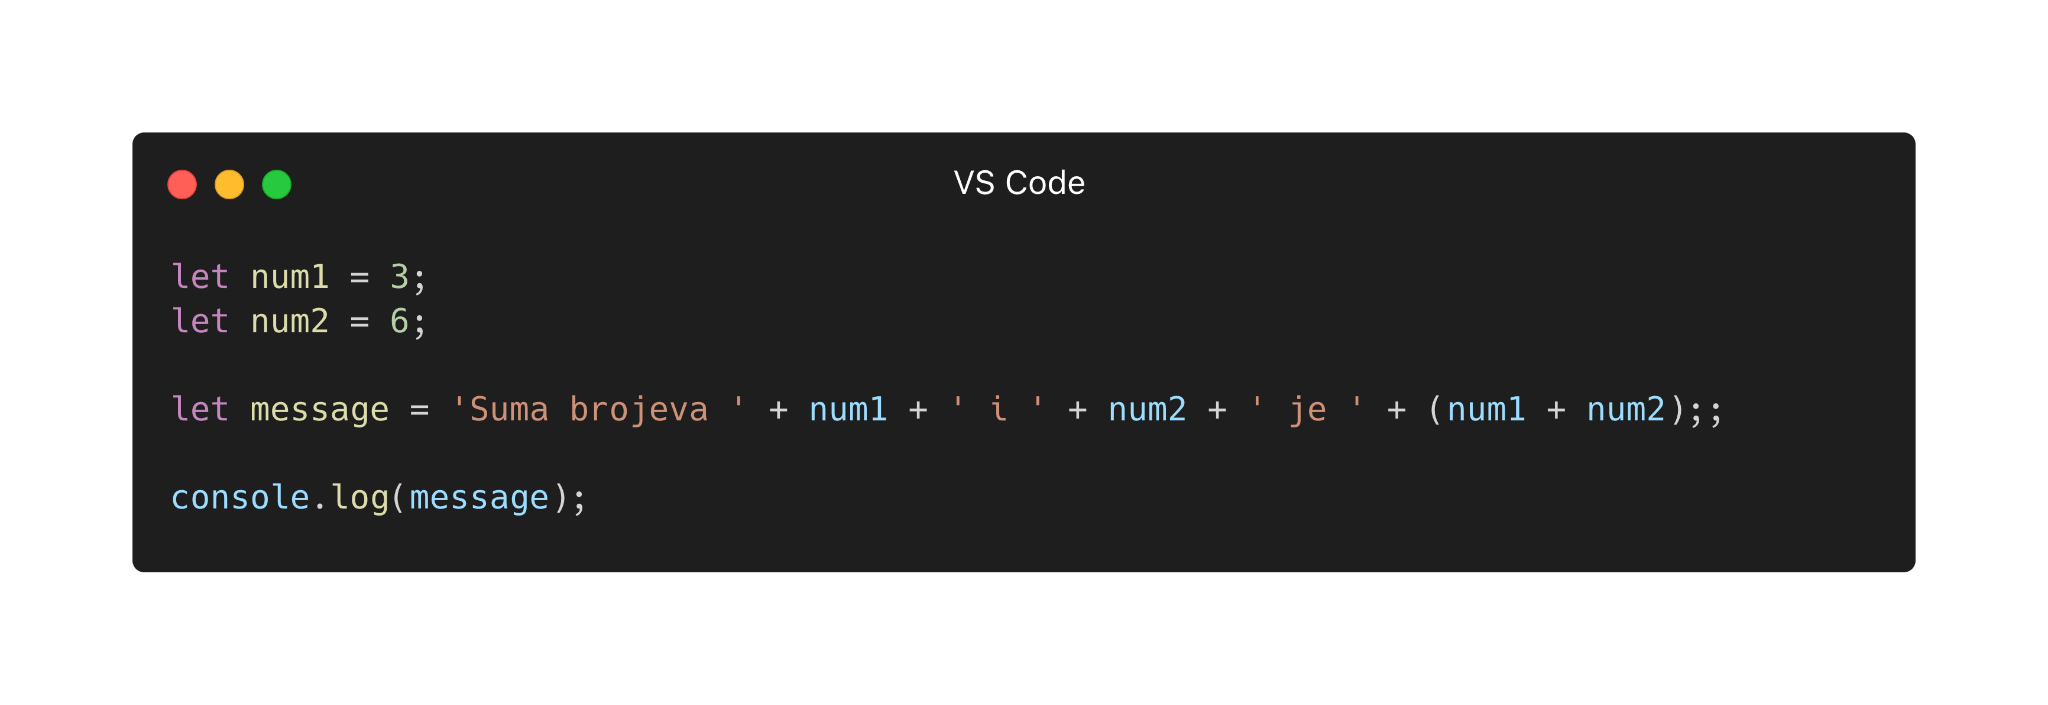 VS Code
let num1 = 3;
let num2 = 6;
let message = 'Suma brojeva ' + num1 + ' i ' + num2 + ' je ' + (num1 + num2);;
console.log(message);